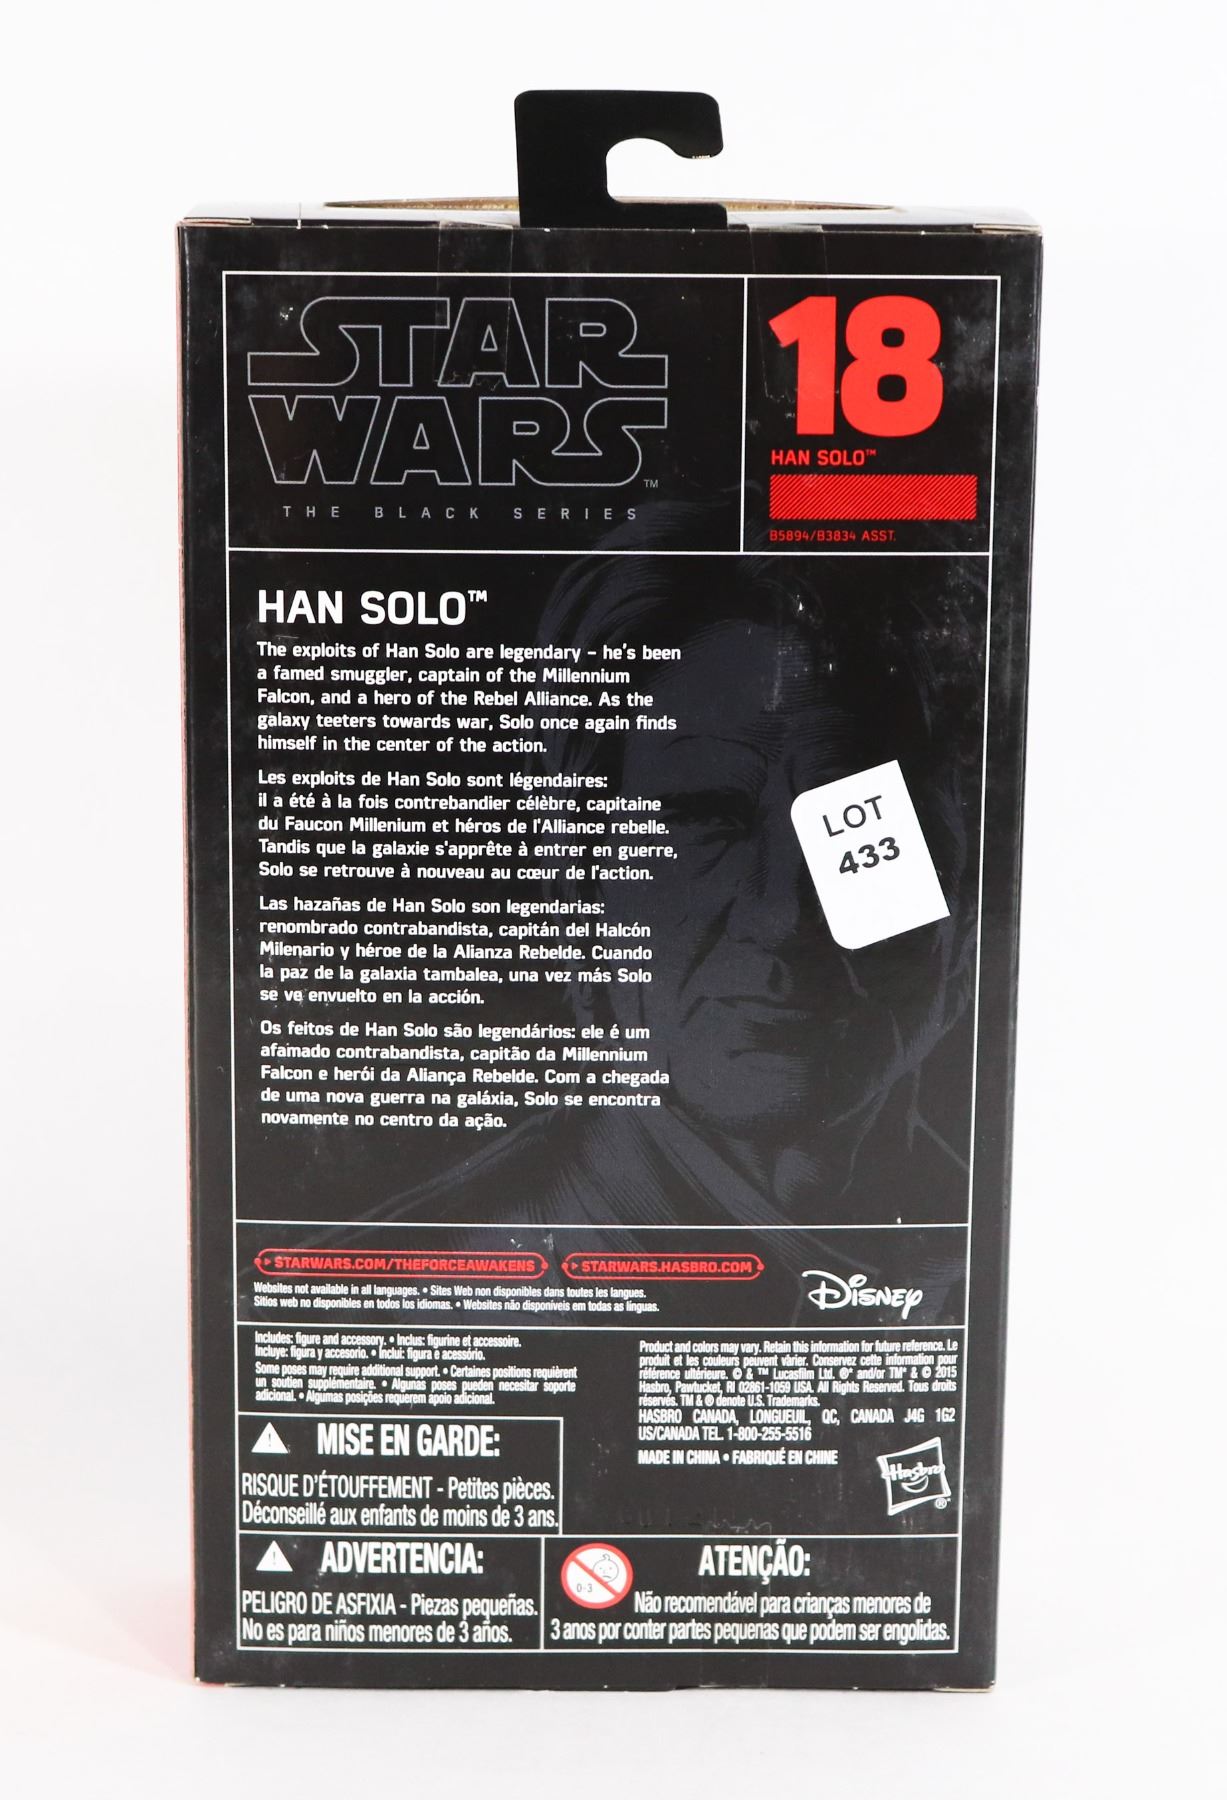 STAR
WARS™
THE BLACK SERIES
18
HAN SOLO™
B5894/B3834 ASST.
HAN SOLO™
The exploits of Han Solo are legendary – he's been
a famed smuggler, captain of the Millennium
Falcon, and a hero of the Rebel Alliance. As the
galaxy teeters towards war, Solo once again finds
himself in the center of the action.
Les exploits de Han Solo sont légendaires:
il a été à la fois contrebandier célèbre, capitaine
du Faucon Millenium et héros de l'Alliance rebelle.
Tandis que la galaxie s'apprête à entrer en guerre,
Solo se retrouve à nouveau au cœur de l'action.
Las hazañas de Han Solo son legendarias:
renombrado contrabandista, capitán del Halcón
Milenario y héroe de la Alianza Rebelde. Cuando
la paz de la galaxia tambalea, una vez más Solo
se ve envuelto en la acción.
Os feitos de Han Solo são legendários: ele é um
afamado contrabandista, capitão da Millennium
Falcon e herói da Aliança Rebelde. Com a chegada
de uma nova guerra na galáxia, Solo se encontra
novamente no centro da ação.
LOT
433
STARWARS.COM/THEFORCEAWAKENS
STARWARS.HASBRO.COM
Websites not available in all languages. • Sites Web non disponibles dans toutes les langues.
Sitios web no disponibles en todos los idiomas. • Websites não disponíveis em todas as línguas.
Disney
Includes: figure and accessory. • Inclus: figurine et accessoire.
Incluye: figura y accesorio. • Inclui: figura e acessório.
Some poses may require additional support. • Certaines positions requièrent
un soutien supplémentaire. • Algunas poses pueden necesitar soporte
adicional. • Algumas posições requerem apoio adicional.
Product and colors may vary. Retain this information for future reference. Le
produit et les couleurs peuvent varier. Conservez cette information pour
référence ultérieure. © & ™ Lucasfilm Ltd. ®* and/or TM* & © 2015
Hasbro, Pawtucket, RI 02861-1059 USA. All Rights Reserved. Tous droits
réservés. TM & ® denote U.S. Trademarks.
HASBRO CANADA, LONGUEUIL, QC, CANADA J4G 1G2
US/CANADA TEL. 1-800-255-5516
MADE IN CHINA • FABRIQUÉ EN CHINE
Hasbro®
MISE EN GARDE:
RISQUE D'ÉTOUFFEMENT - Petites pièces.
Déconseillé aux enfants de moins de 3 ans.
ADVERTENCIA:
PELIGRO DE ASFIXIA - Piezas pequeñas.
No es para niños menores de 3 años.
0-3
ATENÇÃO:
Não recomendável para crianças menores de
3 anos por conter partes pequenas que podem ser engolidas.